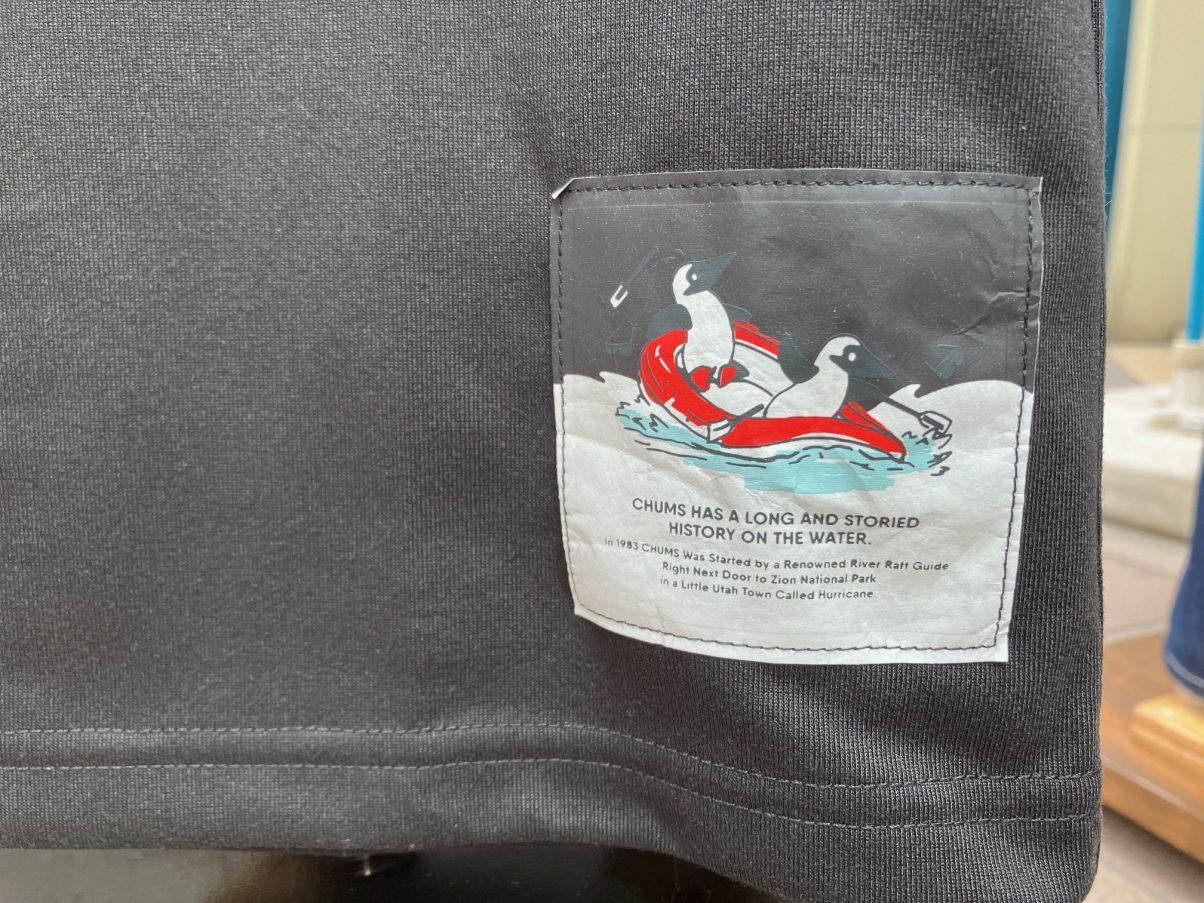 CHUMS HAS A LONG AND STORIED
HISTORY ON THE WATER.
In 1983 CHUMS Was Started by a Renowned River Raft Guide
Right Next Door to Zion National Park
in a Little Utah Town Called Hurricane.